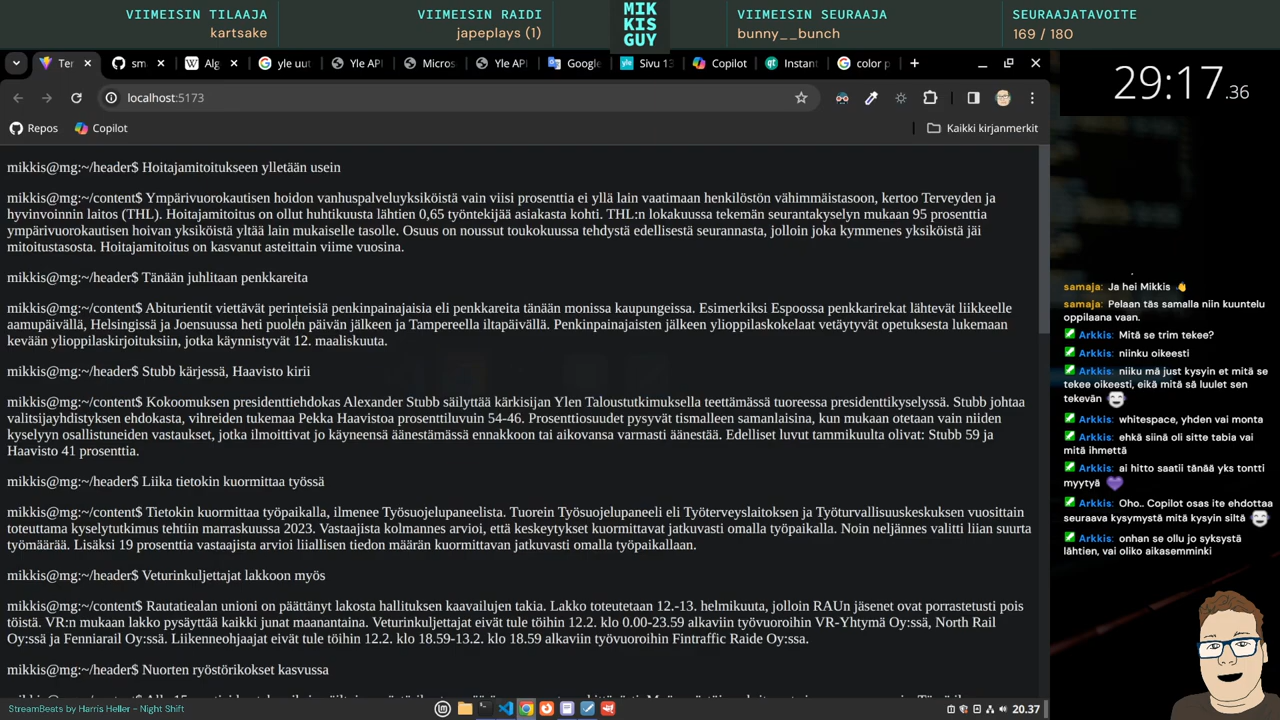 VIIMEISIN TILAAJA
kartsake
VIIMEISIN RAIDI
japeplays (1)
MIK
KIS
GUY
VIIMEISIN SEURAAJA
bunny__bunch
SEURAAJATAVOITE
169 / 180
Ter
sm
Alg
yle uut
Yle API
Micros
Yle API
Google
Sivu 13
Copilot
Instant
color p
localhost:5173
Repos
Copilot
Kaikki kirjanmerkit
29:17.36
mikkis@mg:~/header$ Hoitajamitoitukseen ylletään usein
mikkis@mg:~/content$ Ympärivuorokautisen hoidon vanhuspalveluyksiköistä vain viisi prosenttia ei yllä lain vaatimaan henkilöstön vähimmäistasoon, kertoo Terveyden ja
hyvinvoinnin laitos (THL). Hoitajamitoitus on ollut huhtikuusta lähtien 0,65 työntekijää asiakasta kohti. THL:n lokakuussa tekemän seurantakyselyn mukaan 95 prosenttia
ympärivuorokautisen hoivan yksiköistä yltää lain mukaiselle tasolle. Osuus on noussut toukokuussa tehdystä edellisestä seurannasta, jolloin joka kymmenes yksiköistä jäi
mitoitustasosta. Hoitajamitoitus on kasvanut asteittain viime vuosina.
mikkis@mg:~/header$ Tänään juhlitaan penkkareita
mikkis@mg:~/content$ Abiturientit viettävät perinteisiä penkinpainajaisia eli penkkareita tänään monissa kaupungeissa. Esimerkiksi Espoossa penkkarirekat lähtevät liikkeelle
aamupäivällä, Helsingissä ja Joensuussa heti puolen päivän jälkeen ja Tampereella iltapäivällä. Penkinpainajaisten jälkeen ylioppilaskokelaat vetäytyvät opetuksesta lukemaan
kevään ylioppilaskirjoituksiin, jotka käynnistyvät 12. maaliskuuta.
mikkis@mg:~/header$ Stubb kärjessä, Haavisto kirii
mikkis@mg:~/content$ Kokoomuksen presidenttiehdokas Alexander Stubb säilyttää kärkisijan Ylen Taloustutkimuksella teettämässä tuoreessa presidenttikyselyssä. Stubb johtaa
valitsijayhdistyksen ehdokasta, vihreiden tukemaa Pekka Haavistoa prosenttiluvuin 54-46. Prosenttiosuudet pysyvät tismalleen samanlaisina, kun mukaan otetaan vain niiden
kyselyyn osallistuneiden vastaukset, jotka ilmoittivat jo käyneensä äänestämässä ennakkoon tai aikovansa varmasti äänestää. Edelliset luvut tammikuulta olivat: Stubb 59 ja
Haavisto 41 prosenttia.
mikkis@mg:~/header$ Liika tietokin kuormittaa työssä
mikkis@mg:~/content$ Tietokin kuormittaa työpaikalla, ilmenee Työsuojelupaneelista. Tuorein Työsuojelupaneeli eli Työterveyslaitoksen ja Työturvallisuuskeskuksen vuosittain
toteuttama kyselytutkimus tehtiin marraskuussa 2023. Vastaajista kolmannes arvioi, että keskeytykset kuormittavat jatkuvasti omalla työpaikalla. Noin neljännes valitti liian suurta
työmäärää. Lisäksi 19 prosenttia vastaajista arvioi liiallisen tiedon määrän kuormittavan jatkuvasti omalla työpaikallaan.
mikkis@mg:~/header$ Veturinkuljettajat lakkoon myös
mikkis@mg:~/content$ Rautatiealan unioni on päättänyt lakosta hallituksen kaavailujen takia. Lakko toteutetaan 12.-13. helmikuuta, jolloin RAUn jäsenet ovat porrastetusti pois
töistä. VR:n mukaan lakko pysäyttää kaikki junat maanantaina. Veturinkuljettajat eivät tule töihin 12.2. klo 0.00-23.59 alkaviin työvuoroihin VR-Yhtymä Oy:ssä, North Rail
Oy:ssä ja Fenniarail Oy:ssä. Liikenneohjaajat eivät tule töihin 12.2. klo 18.59-13.2. klo 18.59 alkaviin työvuoroihin Fintraffic Raide Oy:ssa.
mikkis@mg:~/header$ Nuorten ryöstörikokset kasvussa
samaja: Ja hei Mikkis
samaja: Pelaan täs samalla niin kuuntelu
oppilaana vaan.
Arkkis: Mitä se trim tekee?
Arkkis: niinku oikeesti
Arkkis: niiku mä just kysyin et mitä se
tekee oikeesti, eikä mitä sä luulet sen
tekevän
Arkkis: whitespace, yhden vai monta
Arkkis: ehkä siinä oli sitte tabia vai
mitä ihmettä
Arkkis: ai hitto saatii tänää yks tontti
myytyä
Arkkis: Oho.. Copilot osas ite ehdottaa
seuraava kysymystä mitä kysyin siltä
Arkkis: onhan se ollu jo syksystä
lähtien, vai oliko aikasemminki
StreamBeats by Harris Heller - Night Shift
20.37